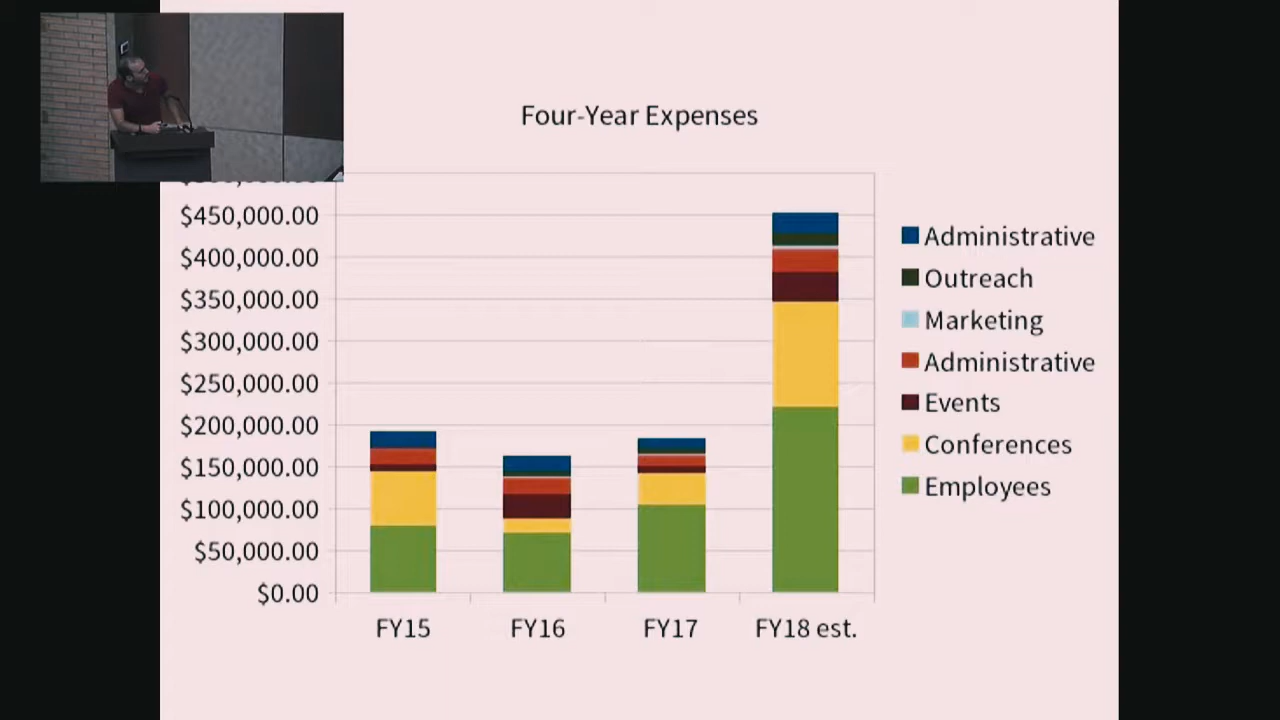 Four-Year Expenses
$450,000.00
$400,000.00
$350,000.00
$300,000.00
$250,000.00
$200,000.00
$150,000.00
$100,000.00
$50,000.00
$0.00
FY15
FY16
FY17
FY18 est.
Administrative
Outreach
Marketing
Administrative
Events
Conferences
Employees